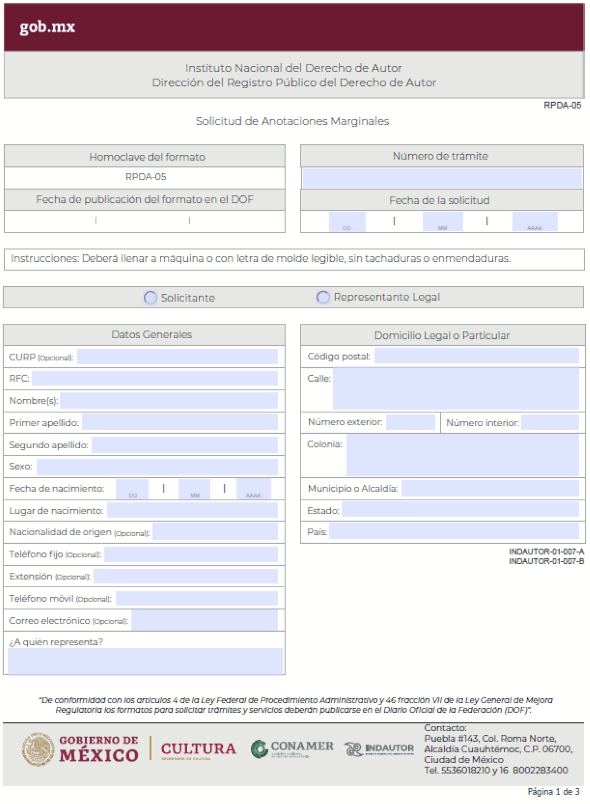 gob.mx
Instituto Nacional del Derecho de Autor
Dirección del Registro Público del Derecho de Autor
RPDA-05
Solicitud de Anotaciones Marginales
Homoclave del formato
RPDA-05
Fecha de publicación del formato en el DOF
| |
Número de trámite
Fecha de la solicitud
DD | MM | AAAA
Instrucciones: Deberá llenar a máquina o con letra de molde legible, sin tachaduras o enmendaduras.
Solicitante
Representante Legal
Datos Generales
CURP (Opcional):
RFC:
Nombre(s):
Primer apellido:
Segundo apellido:
Sexo:
Fecha de nacimiento: DD | MM | AAAA
Lugar de nacimiento:
Nacionalidad de origen (Opcional):
Teléfono fijo (Opcional):
Extensión (Opcional):
Teléfono móvil (Opcional):
Correo electrónico (Opcional):
¿A quién representa?
Domicilio Legal o Particular
Código postal:
Calle:
Número exterior:
Número interior:
Colonia:
Municipio o Alcaldía:
Estado:
País:
INDAUTOR-01-007-A
INDAUTOR-01-007-B
"De conformidad con los artículos 4 de la Ley Federal de Procedimiento Administrativo y 46 fracción VII de la Ley General de Mejora
Regulatoria los formatos para solicitar trámites y servicios deberán publicarse en el Diario Oficial de la Federación (DOF)".
GOBIERNO DE
MÉXICO
CULTURA
SECRETARÍA DE CULTURA
CONAMER
INDAUTOR
Contacto:
Puebla #143, Col. Roma Norte,
Alcaldía Cuauhtémoc, C.P. 06700,
Ciudad de México
Tel. 5536018210 y 16 8002283400
Página 1 de 3